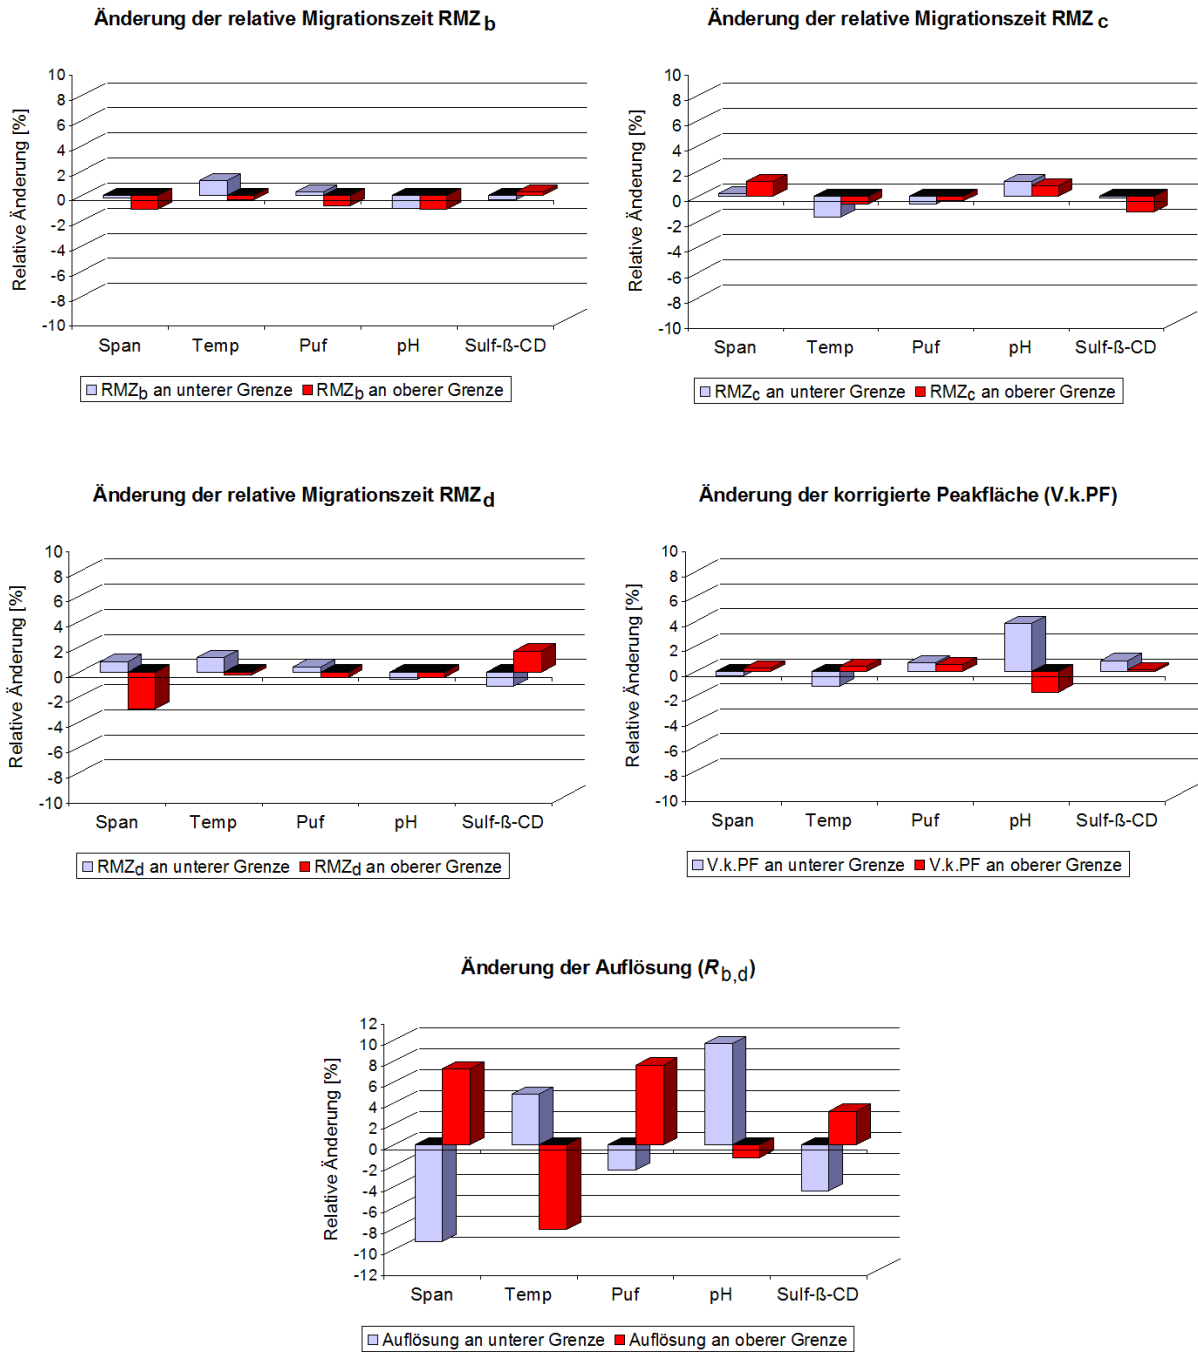 Änderung der relative Migrationszeit RMZb
Relative Änderung [%]
10
8
6
4
2
0
-2
-4
-6
-8
-10
Span Temp Puf pH Sulf-ß-CD
RMZb an unterer Grenze RMZb an oberer Grenze
Änderung der relative Migrationszeit RMZc
Relative Änderung [%]
10
8
6
4
2
0
-2
-4
-6
-8
-10
Span Temp Puf pH Sulf-ß-CD
RMZc an unterer Grenze RMZc an oberer Grenze
Änderung der relative Migrationszeit RMZd
Relative Änderung [%]
10
8
6
4
2
0
-2
-4
-6
-8
-10
Span Temp Puf pH Sulf-ß-CD
RMZd an unterer Grenze RMZd an oberer Grenze
Änderung der korrigierte Peakfläche (V.k.PF)
Relative Änderung [%]
10
8
6
4
2
0
-2
-4
-6
-8
-10
Span Temp Puf pH Sulf-ß-CD
V.k.PF an unterer Grenze V.k.PF an oberer Grenze
Änderung der Auflösung (Rb,d)
Relative Änderung [%]
12
10
8
6
4
2
0
-2
-4
-6
-8
-10
-12
Span Temp Puf pH Sulf-ß-CD
Auflösung an unterer Grenze Auflösung an oberer Grenze